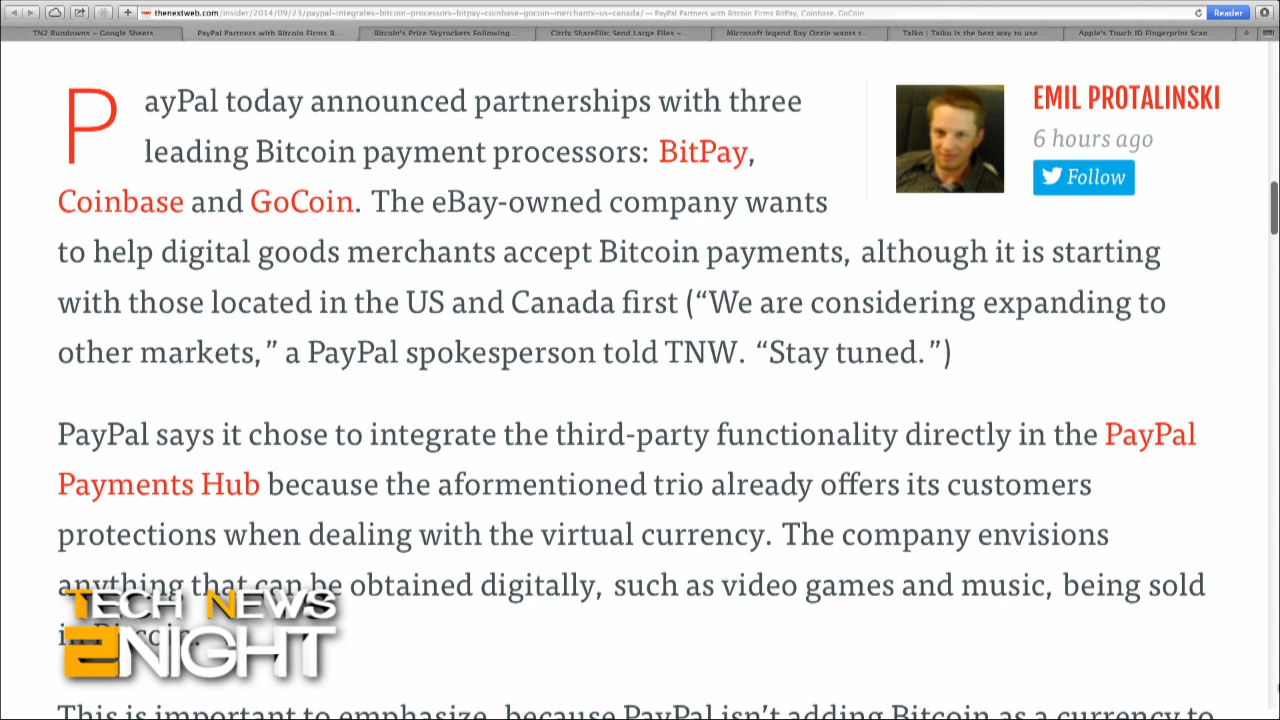 thenextweb.com/insider/2014/09/23/paypal-integrates-bitcoin-processors-bitpay-coinbase-gocoin-merchants-us-canada/ — PayPal Partners with Bitcoin Firms BitPay, Coinbase, GoCoin
Reader
TN2 Rundowns – Google Sheets
PayPal Partners with Bitcoin Firms B...
Bitcoin's Price Skyrockets Following...
Citrix ShareFile: Send Large Files –
Microsoft legend Ray Ozzie wants t...
Talko | Talko is the best way to use...
Apple's Touch ID Fingerprint Scan...
PayPal today announced partnerships with three
leading Bitcoin payment processors: BitPay,
Coinbase and GoCoin. The eBay-owned company wants
to help digital goods merchants accept Bitcoin payments, although it is starting
with those located in the US and Canada first (“We are considering expanding to
other markets,” a PayPal spokesperson told TNW. “Stay tuned.”)
EMIL PROTALINSKI
6 hours ago
Follow
PayPal says it chose to integrate the third-party functionality directly in the PayPal
Payments Hub because the aformentioned trio already offers its customers
protections when dealing with the virtual currency. The company envisions
anything that can be obtained digitally, such as video games and music, being sold
in Bitcoin.
TECH NEWS
2NIGHT
This is important to emphasize, because PayPal isn't adding Bitcoin as a currency to